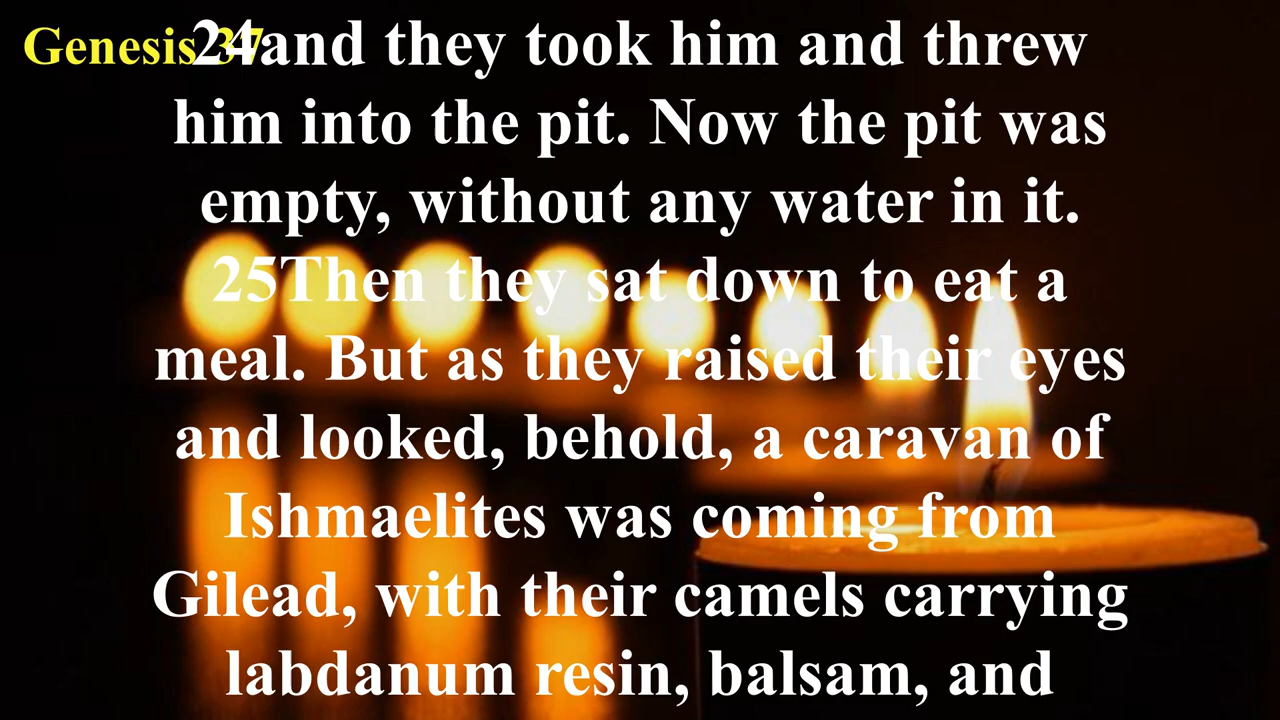 Genesis 37:
24and they took him and threw
him into the pit. Now the pit was
empty, without any water in it.
25Then they sat down to eat a
meal. But as they raised their eyes
and looked, behold, a caravan of
Ishmaelites was coming from
Gilead, with their camels carrying
labdanum resin, balsam, and